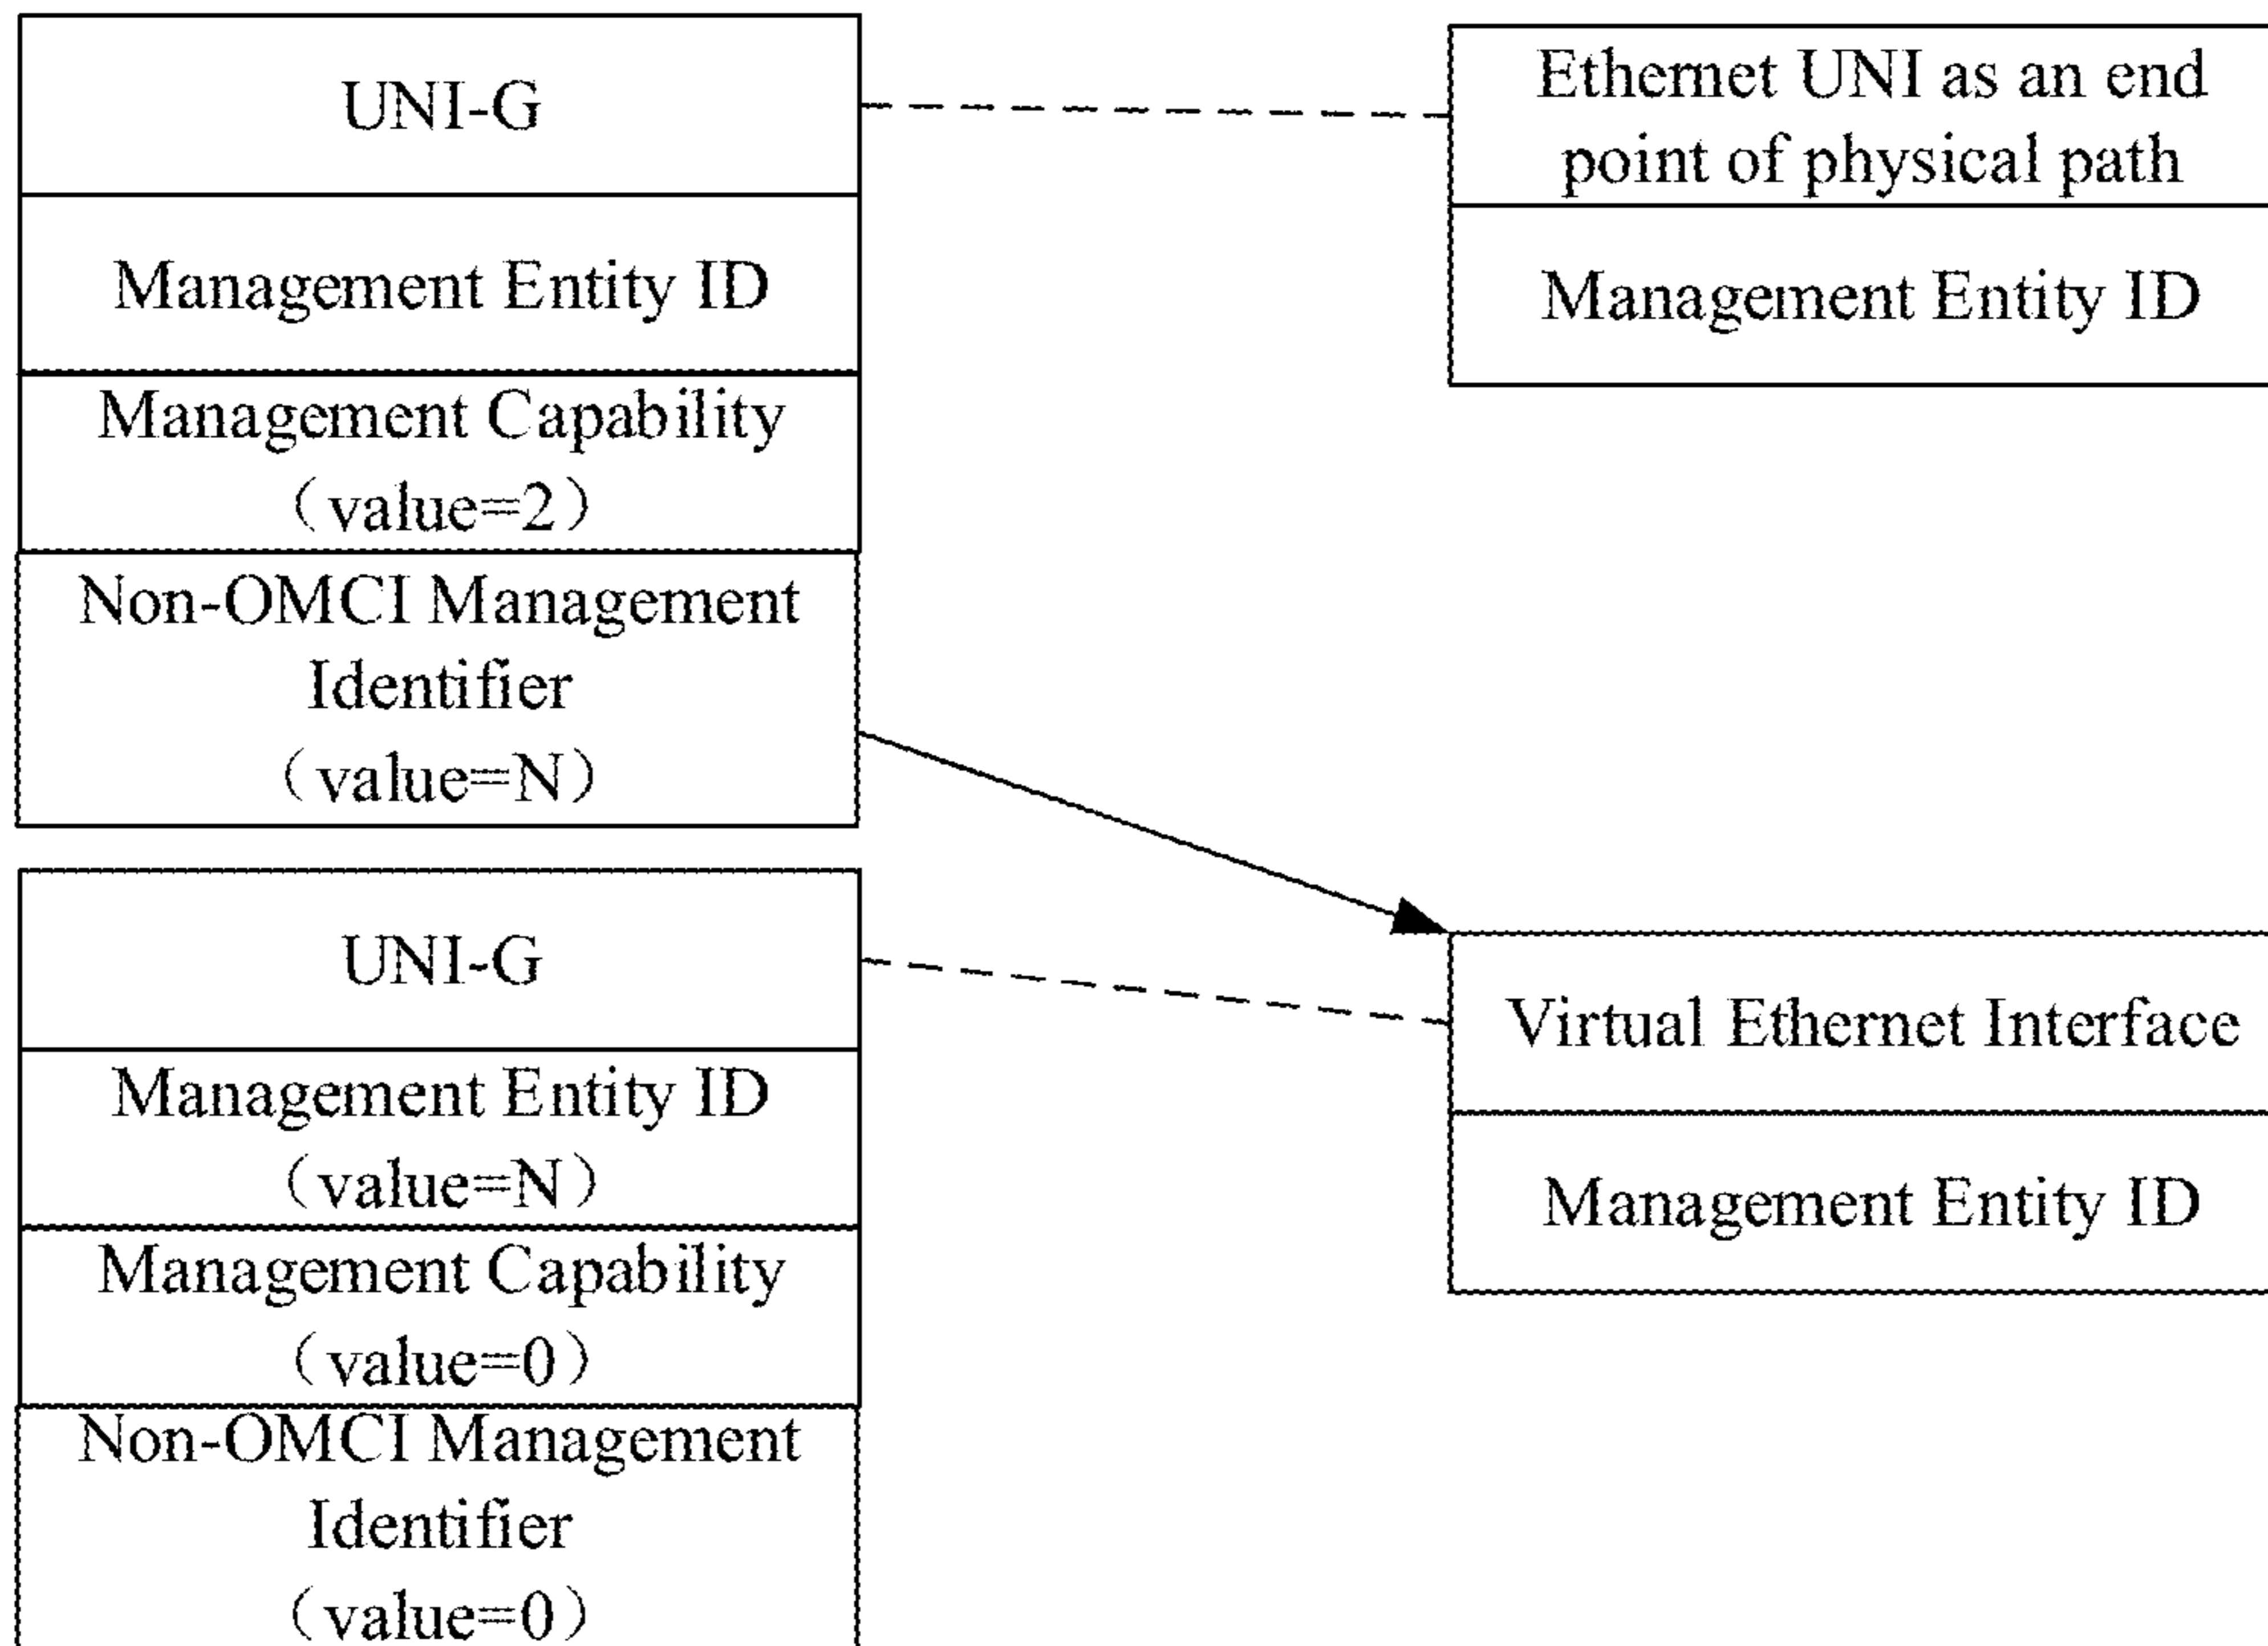 UNI-G
Management Entity ID
Management Capability
（value=2）
Non-OMCI Management
Identifier
（value=N）
Ethernet UNI as an end
point of physical path
Management Entity ID
UNI-G
Management Entity ID
（value=N）
Management Capability
（value=0）
Non-OMCI Management
Identifier
（value=0）
Virtual Ethernet Interface
Management Entity ID